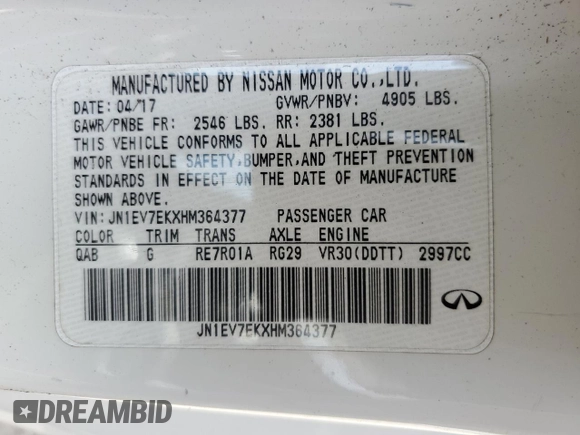 MANUFACTURED BY NISSAN MOTOR CO.,LTD.
DATE: 04/17 GVWR/PNBV: 4905 LBS.
GAWR/PNBE FR: 2546 LBS. RR: 2381 LBS.
THIS VEHICLE CONFORMS TO ALL APPLICABLE FEDERAL
MOTOR VEHICLE SAFETY,BUMPER,AND THEFT PREVENTION
STANDARDS IN EFFECT ON THE DATE OF MANUFACTURE
SHOWN ABOVE.
VIN: JN1EV7EKXHM364377 PASSENGER CAR
COLOR TRIM TRANS AXLE ENGINE
QAB G RE7R01A RG29 VR30(DDTT) 2997CC
JN1EV7EKXHM364377
DREAMBID